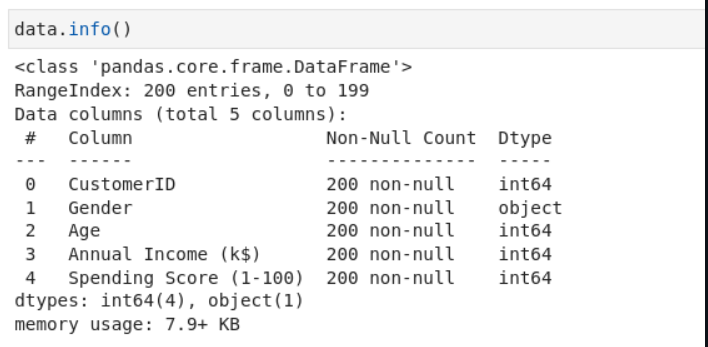 data.info()
<class 'pandas.core.frame.DataFrame'>
RangeIndex: 200 entries, 0 to 199
Data columns (total 5 columns):
 #   Column                  Non-Null Count  Dtype
---  ------                  --------------  -----
 0   CustomerID              200 non-null    int64
 1   Gender                  200 non-null    object
 2   Age                     200 non-null    int64
 3   Annual Income (k$)      200 non-null    int64
 4   Spending Score (1-100)  200 non-null    int64
dtypes: int64(4), object(1)
memory usage: 7.9+ KB